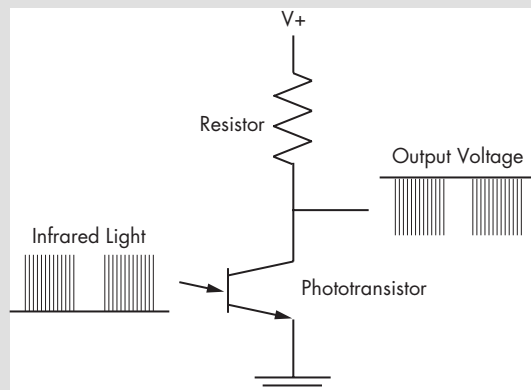 V+
Resistor
Output Voltage
Infrared Light
Phototransistor